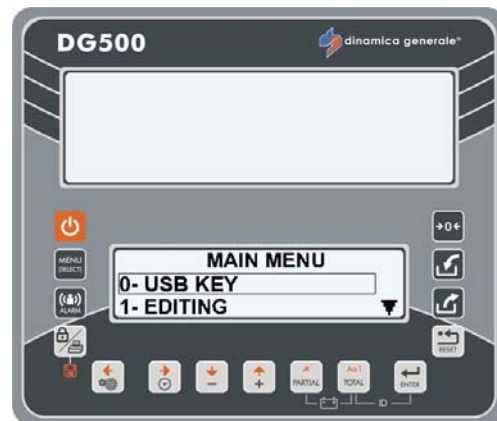 DG500
dinamica generale®
MENU
(SELECT)
ALARM
MAIN MENU
0- USB KEY
1- EDITING
→0←
RESET
PARTIAL
Aa1
TOTAL
ENTER
ID